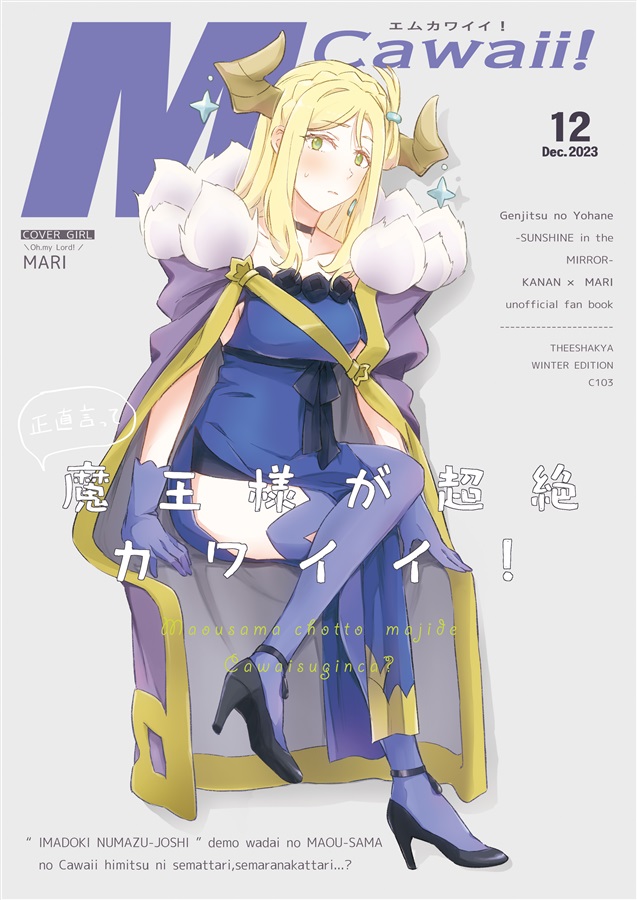 エムカワイイ!
M Cawaii!
12
Dec.2023
COVER GIRL
\Oh.my Lord!/
MARI
Genjitsu no Yohane
-SUNSHINE in the
MIRROR-
KANAN × MARI
unofficial fan book
THEESHAKYA
WINTER EDITION
C103
正直言って
魔王様が超絶
カワイイ!
Maousama chotto majide
Cawaisuginca?
“ IMADOKI NUMAZU-JOSHI ” demo wadai no MAOU-SAMA
no Cawaii himitsu ni semattari,semaranakattari...?